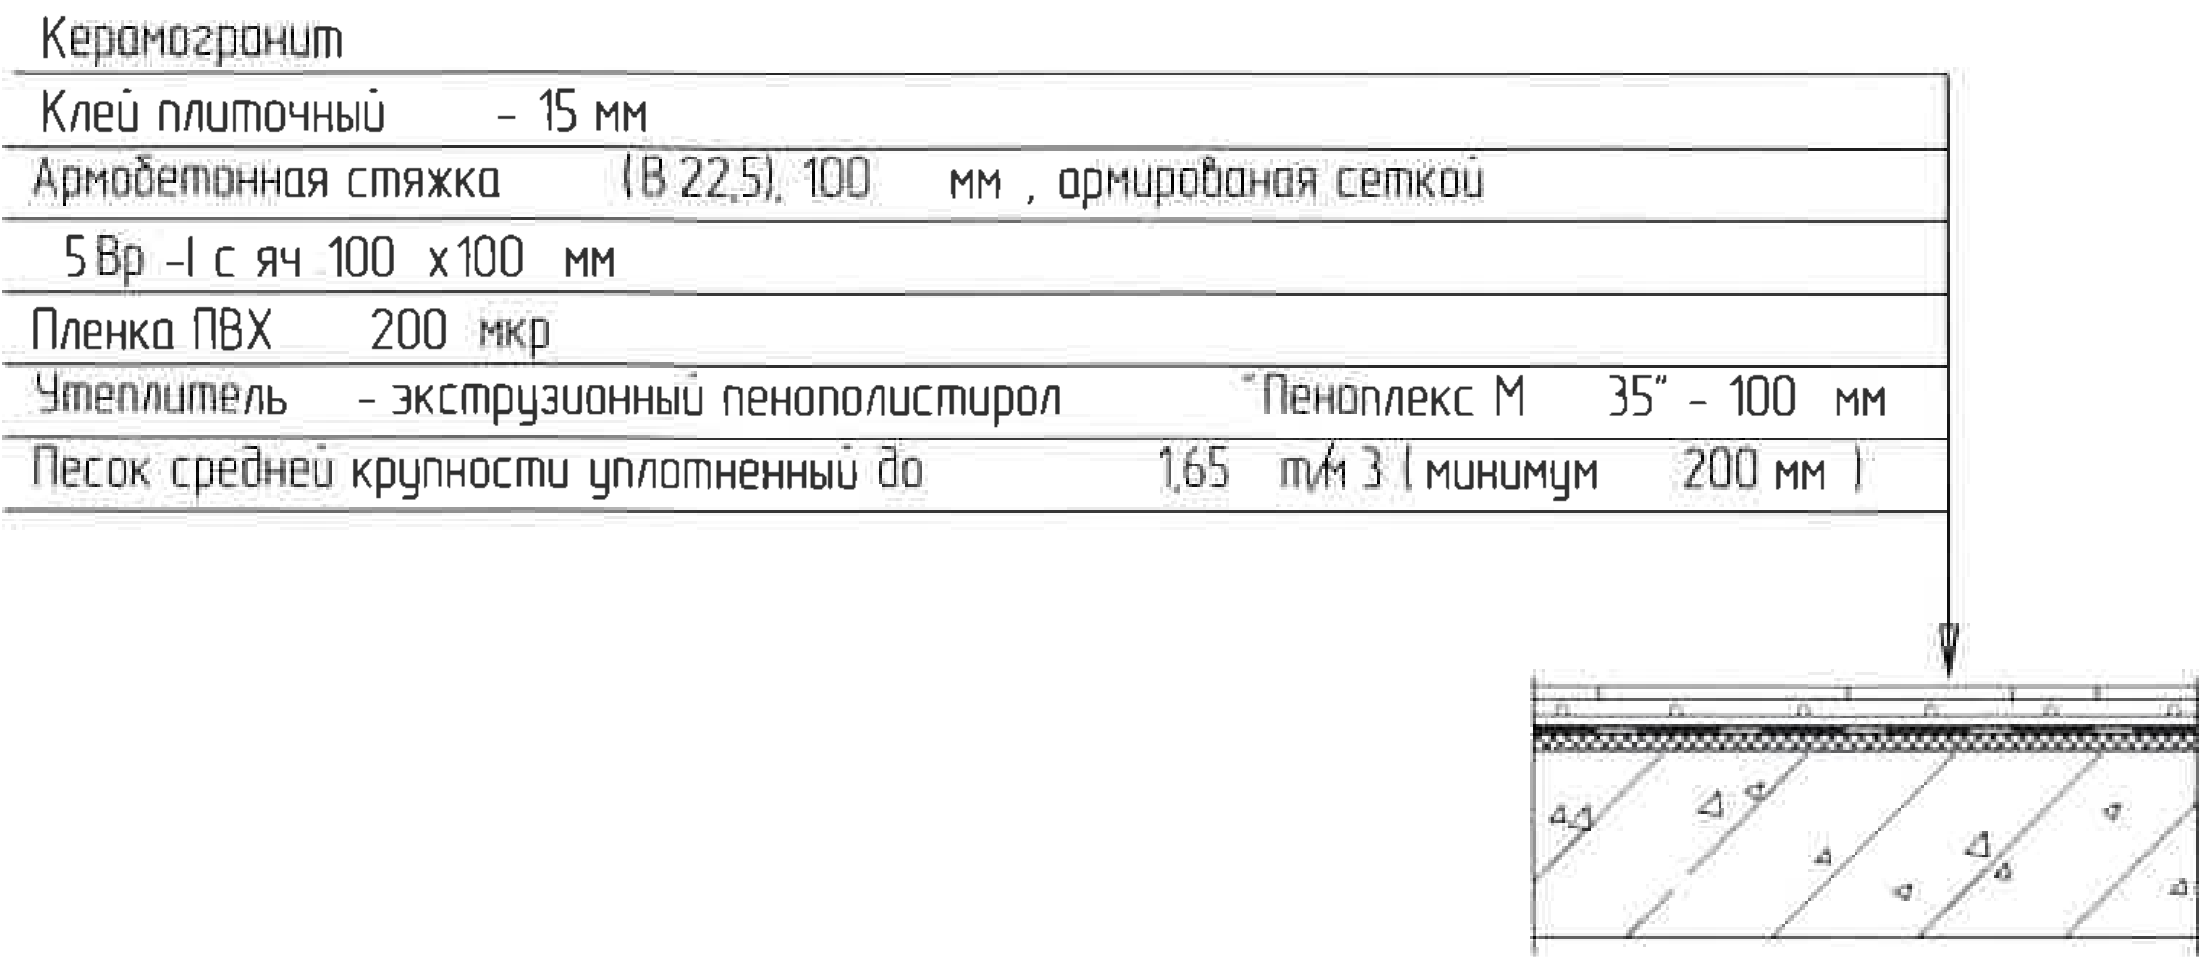 Керамогранит
Клей плиточный - 15 мм
Армобетонная стяжка (В 22,5), 100 мм , армированая сеткой
5 Вр -I с яч 100 х100 мм
Пленка ПВХ 200 мкр
Утеплитель - экструзионный пенополистирол "Пеноплекс М 35" - 100 мм
Песок средней крупности уплотненный до 1,65 т/м 3 ( минимум 200 мм )